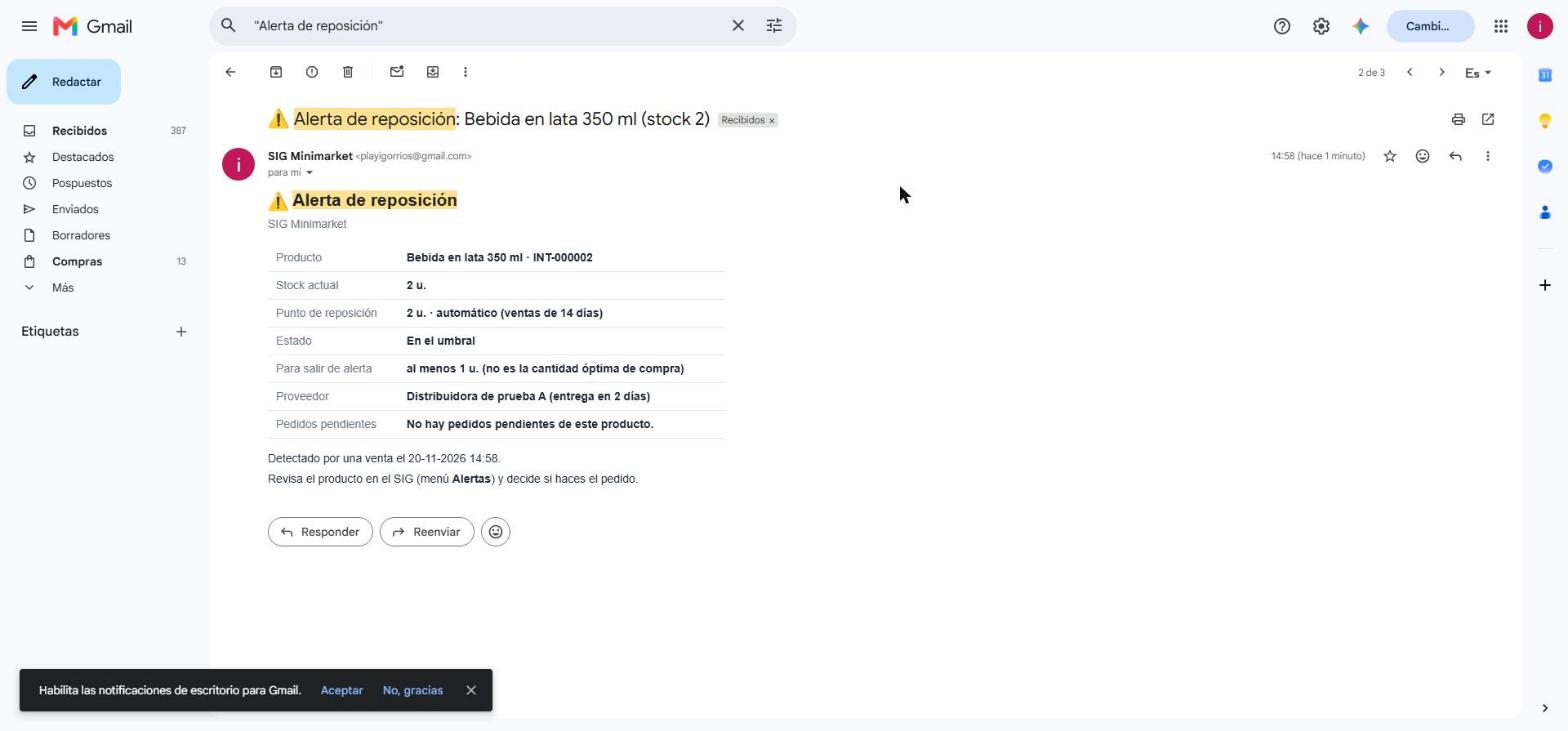 Gmail
"Alerta de reposición"
Cambi...
i
Redactar
2 de 3
Es
Recibidos 387
Destacados
Pospuestos
Enviados
Borradores
Compras 13
Más
Etiquetas
⚠️ Alerta de reposición: Bebida en lata 350 ml (stock 2) Recibidos x
i
SIG Minimarket <playigorrios@gmail.com>
14:58 (hace 1 minuto)
para mí
⚠️ Alerta de reposición
SIG Minimarket
Producto Bebida en lata 350 ml · INT-000002
Stock actual 2 u.
Punto de reposición 2 u. · automático (ventas de 14 días)
Estado En el umbral
Para salir de alerta al menos 1 u. (no es la cantidad óptima de compra)
Proveedor Distribuidora de prueba A (entrega en 2 días)
Pedidos pendientes No hay pedidos pendientes de este producto.
Detectado por una venta el 20-11-2026 14:58.
Revisa el producto en el SIG (menú Alertas) y decide si haces el pedido.
Responder
Reenviar
Habilita las notificaciones de escritorio para Gmail. Aceptar No, gracias
31